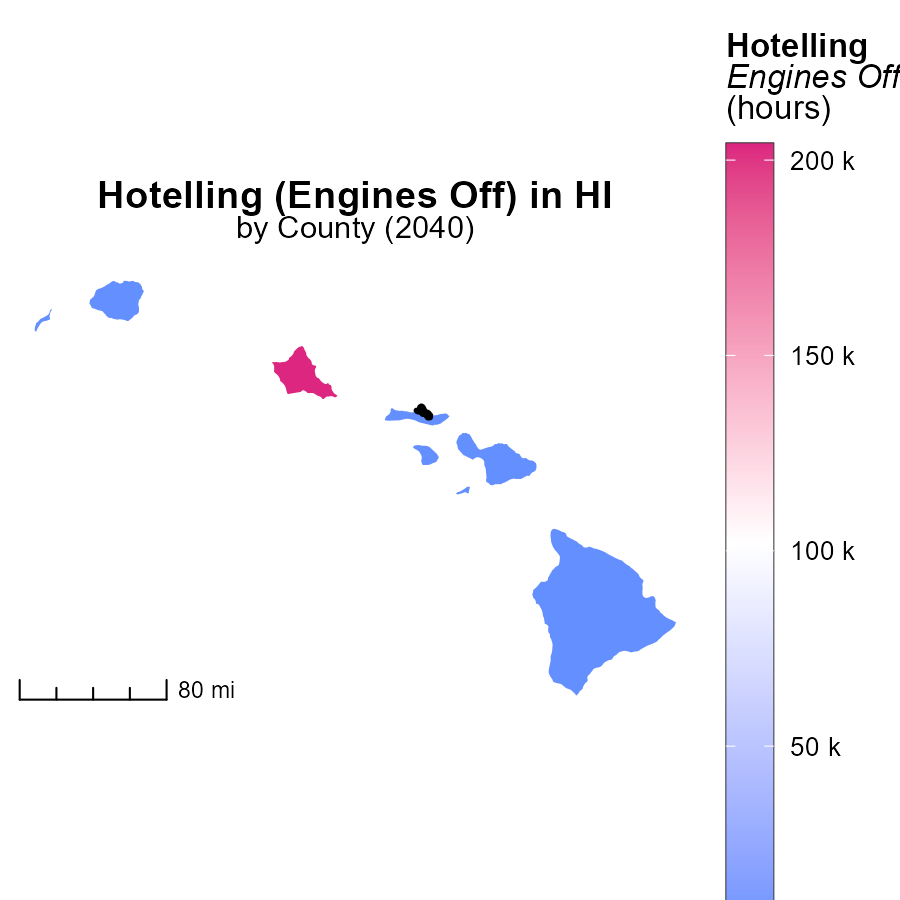 Hotelling
Engines Off
(hours)
Hotelling (Engines Off) in HI
by County (2040)
200 k
150 k
100 k
50 k
80 mi